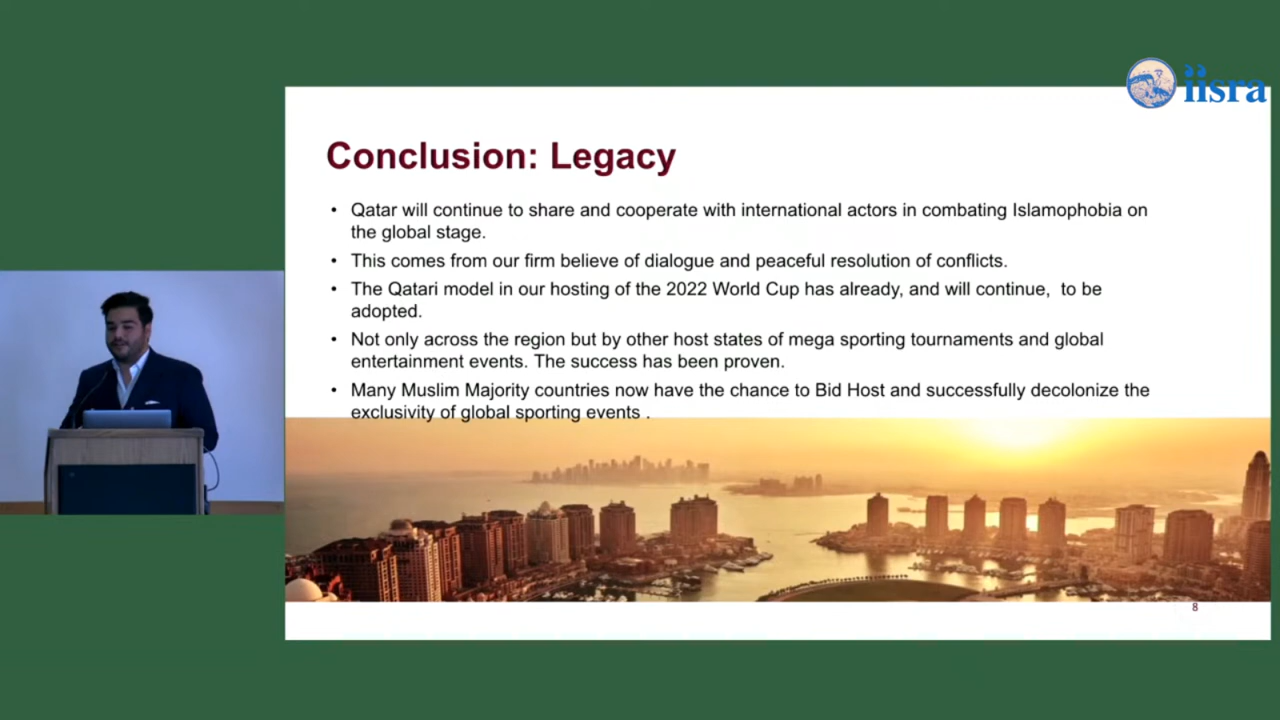 iisra
Conclusion: Legacy
• Qatar will continue to share and cooperate with international actors in combating Islamophobia on
the global stage.
• This comes from our firm believe of dialogue and peaceful resolution of conflicts.
• The Qatari model in our hosting of the 2022 World Cup has already, and will continue,  to be
adopted.
• Not only across the region but by other host states of mega sporting tournaments and global
entertainment events. The success has been proven.
• Many Muslim Majority countries now have the chance to Bid Host and successfully decolonize the
exclusivity of global sporting events .
8